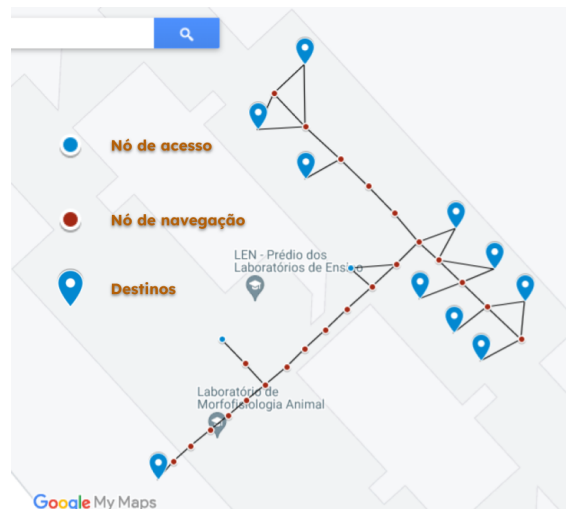 Nó de acesso
Nó de navegação
LEN - Prédio dos
Laboratórios de Ensino
Destinos
Laboratório de
Morfofisiologia Animal
Google My Maps